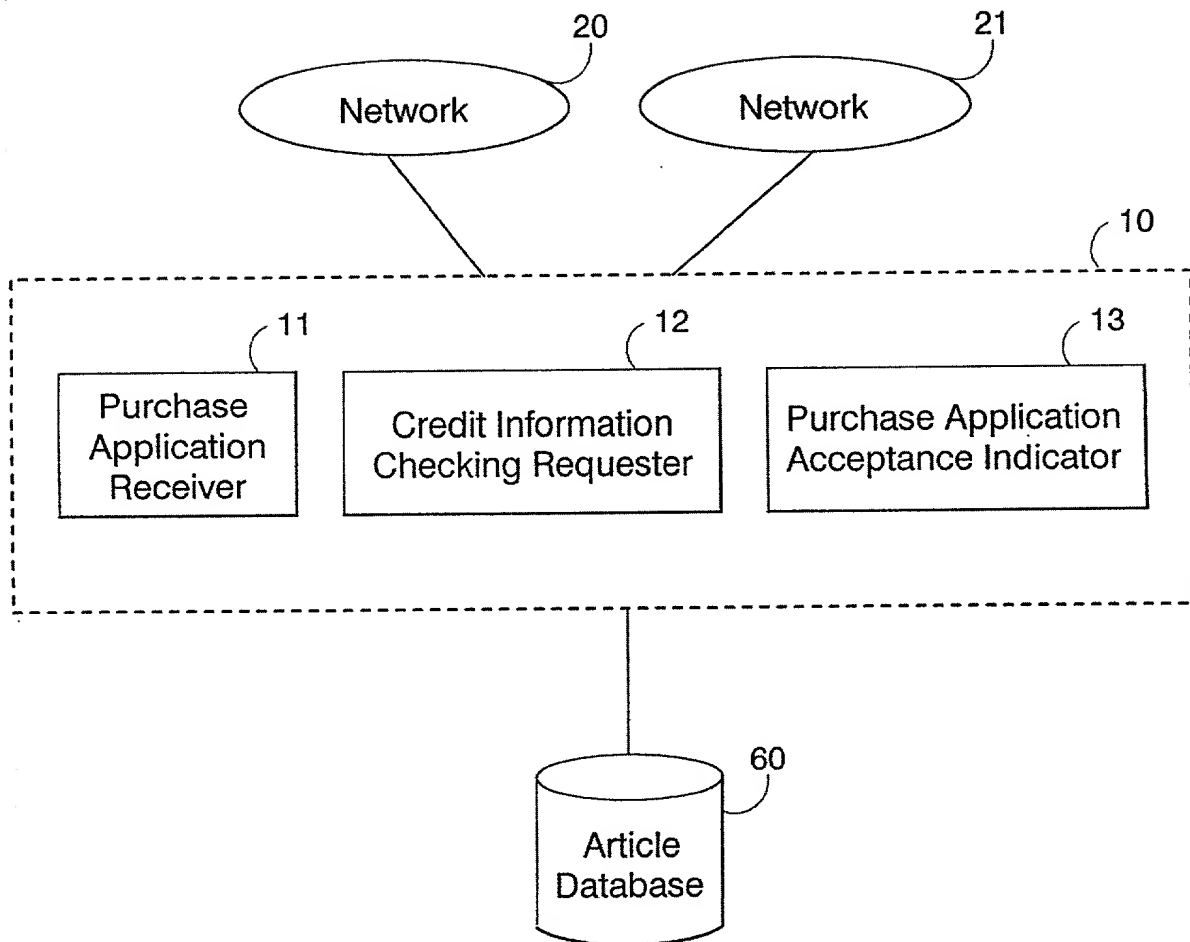 20
21
Network
Network
10
11
12
13
Purchase
Application
Receiver
Credit Information
Checking Requester
Purchase Application
Acceptance Indicator
60
Article
Database